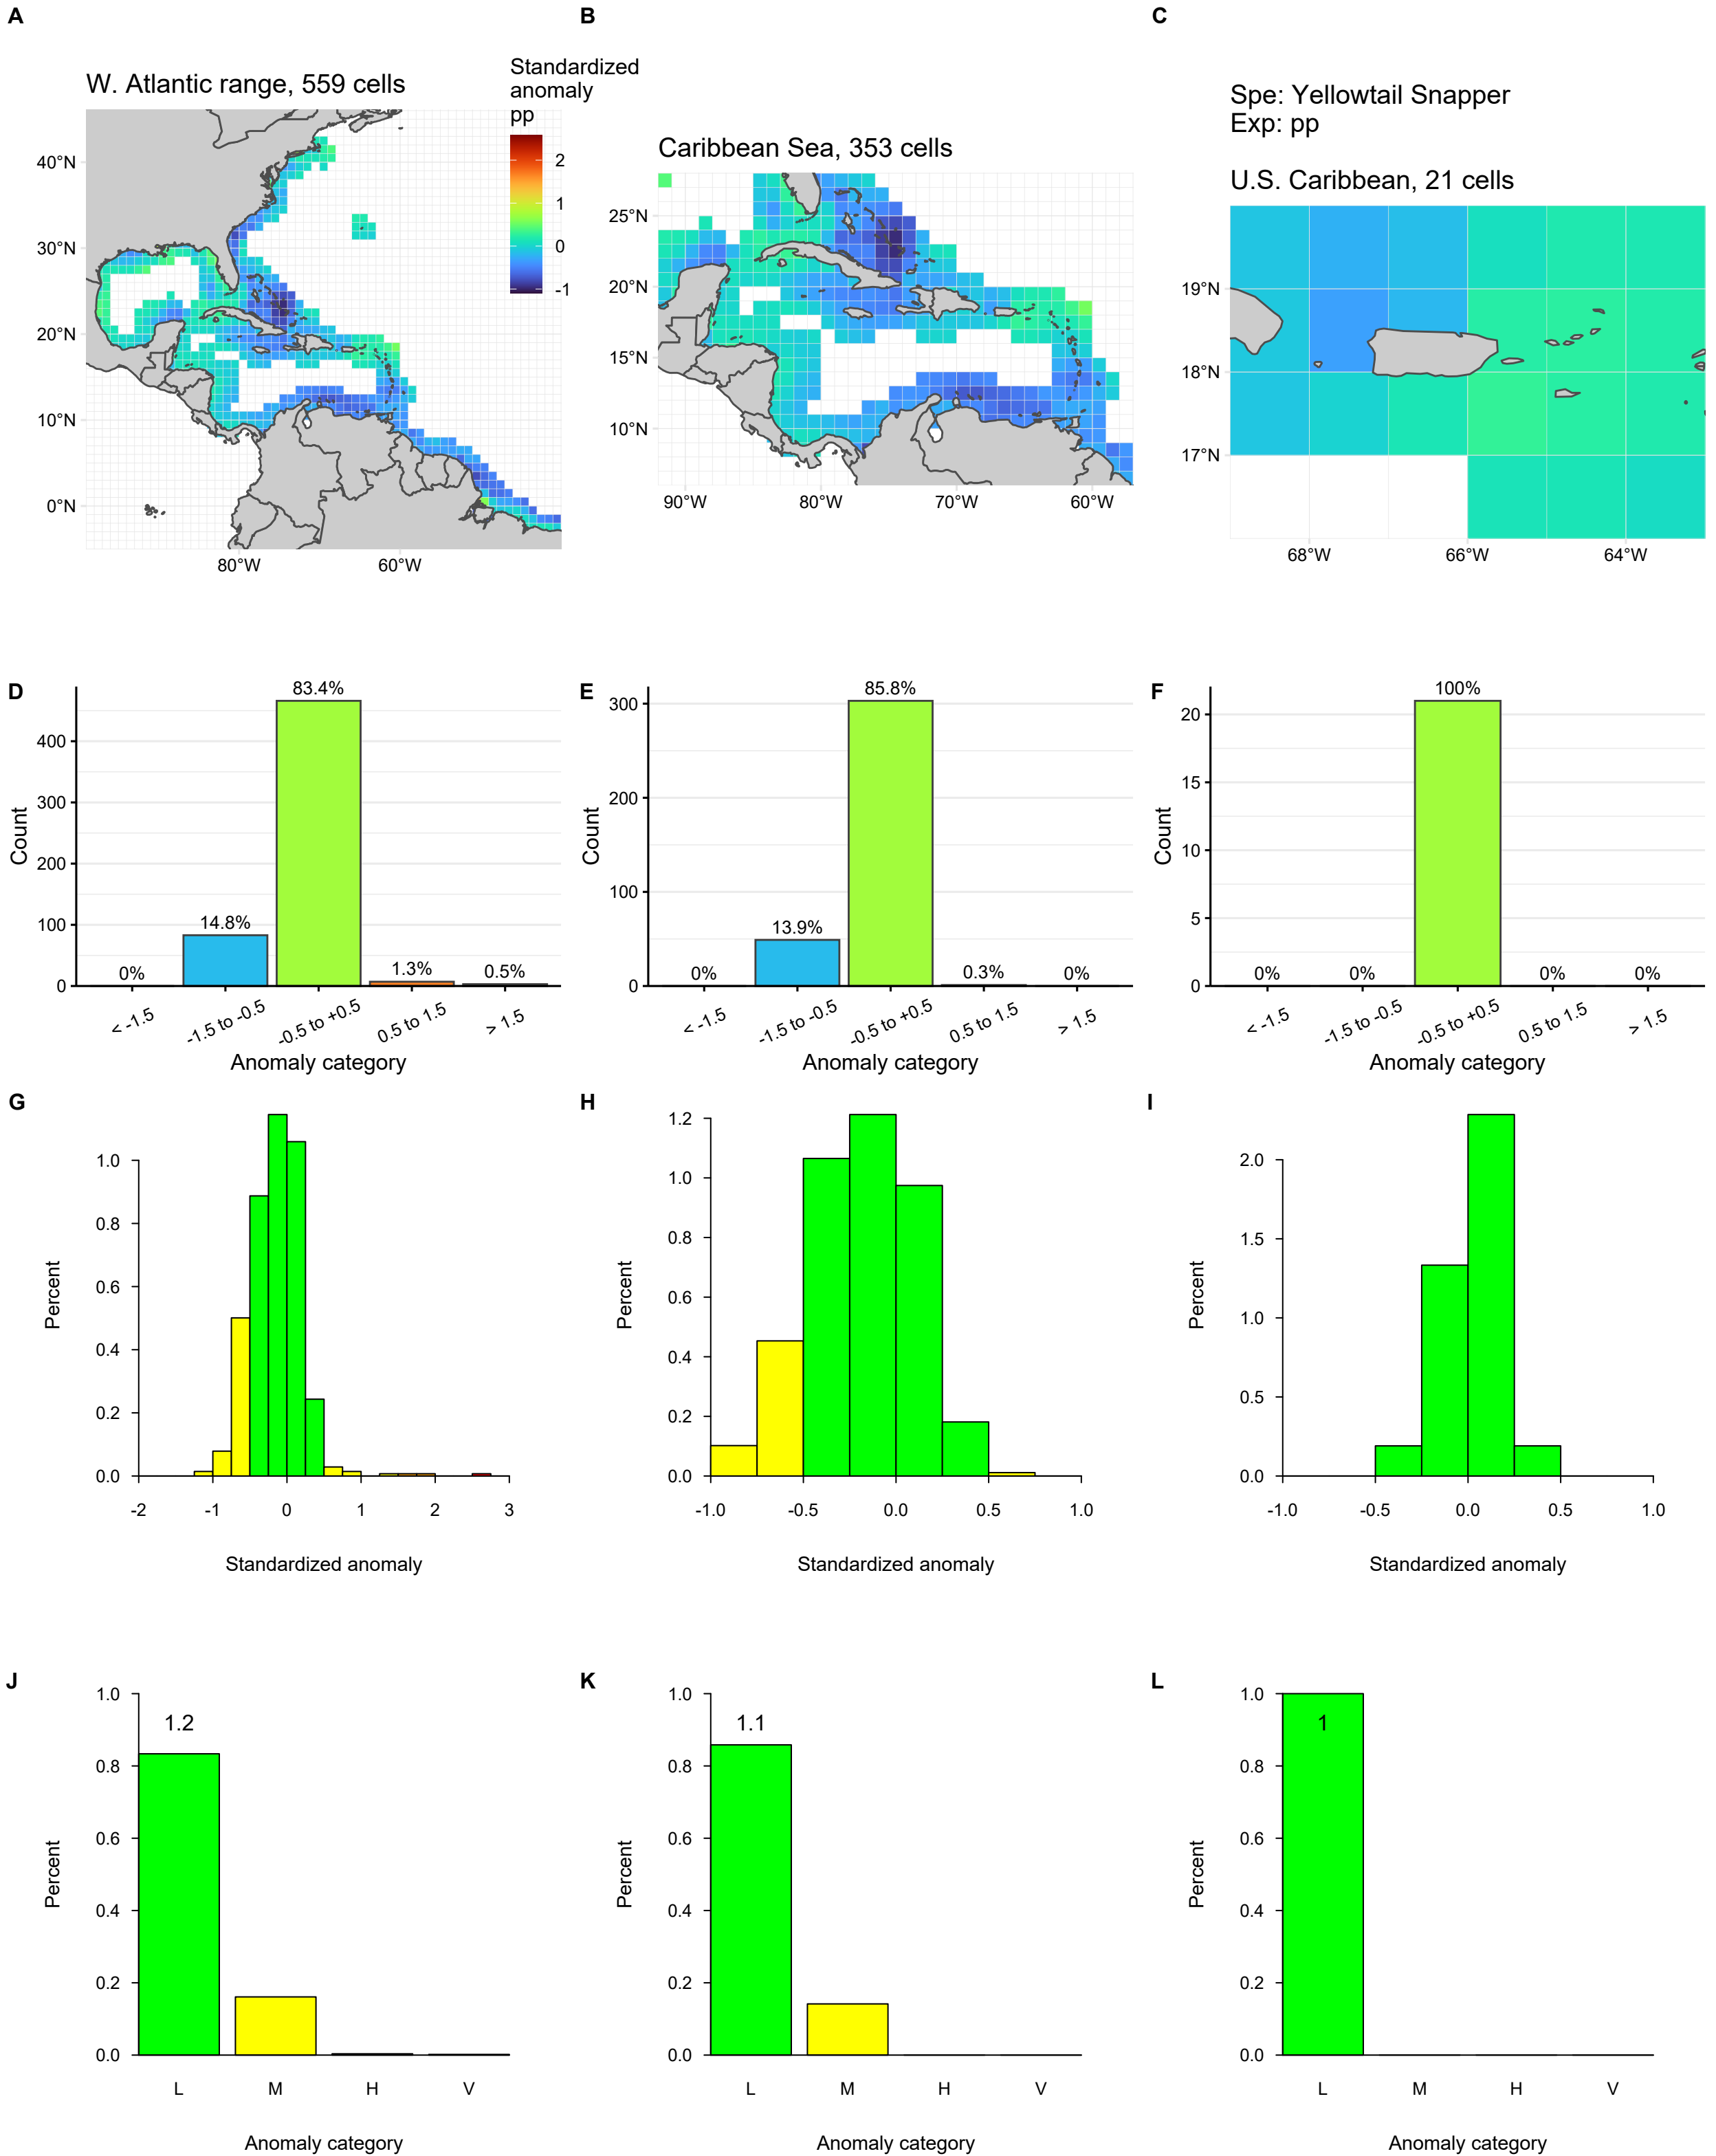 A
B
C
W. Atlantic range, 559 cells
Standardized
anomaly
pp
2
1
0
-1
40°N
30°N
20°N
10°N
0°N
80°W
60°W
Caribbean Sea, 353 cells
25°N
20°N
15°N
10°N
90°W
80°W
70°W
60°W
Spe: Yellowtail Snapper
Exp: pp
U.S. Caribbean, 21 cells
19°N
18°N
17°N
68°W
66°W
64°W
D
Count
400
300
200
100
0
0%
14.8%
83.4%
1.3%
0.5%
< -1.5
-1.5 to -0.5
-0.5 to +0.5
0.5 to 1.5
> 1.5
Anomaly category
E
Count
300
200
100
0
0%
13.9%
85.8%
0.3%
0%
< -1.5
-1.5 to -0.5
-0.5 to +0.5
0.5 to 1.5
> 1.5
Anomaly category
F
Count
20
15
10
5
0
0%
0%
100%
0%
0%
< -1.5
-1.5 to -0.5
-0.5 to +0.5
0.5 to 1.5
> 1.5
Anomaly category
G
Percent
1.0
0.8
0.6
0.4
0.2
0.0
-2
-1
0
1
2
3
Standardized anomaly
H
Percent
1.2
1.0
0.8
0.6
0.4
0.2
0.0
-1.0
-0.5
0.0
0.5
1.0
Standardized anomaly
I
Percent
2.0
1.5
1.0
0.5
0.0
-1.0
-0.5
0.0
0.5
1.0
Standardized anomaly
J
Percent
1.0
0.8
0.6
0.4
0.2
0.0
1.2
L
M
H
V
Anomaly category
K
Percent
1.0
0.8
0.6
0.4
0.2
0.0
1.1
L
M
H
V
Anomaly category
L
Percent
1.0
0.8
0.6
0.4
0.2
0.0
1
L
M
H
V
Anomaly category